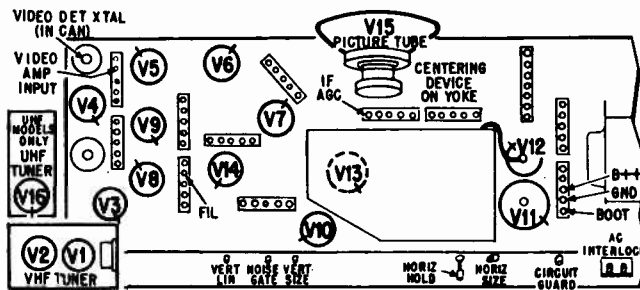 VIDEO DET XTAL
(IN CAN)
VIDEO
AMP
INPUT
V5
V6
V15
PICTURE TUBE
IF
AGC
CENTERING
DEVICE
ON YOKE
V4
V7
V9
UHF
MODELS
ONLY
UHF
TUNER
V12
V8
V14
V13
V16
V3
FIL
V11
B++
GND
BOOT
V10
V2
V1
VHF TUNER
VERT
LIN
NOISE
GATE
VERT
SIZE
HORIZ
HOLD
HORIZ
SIZE
CIRCUIT
GUARD
AC
INTERLOCK